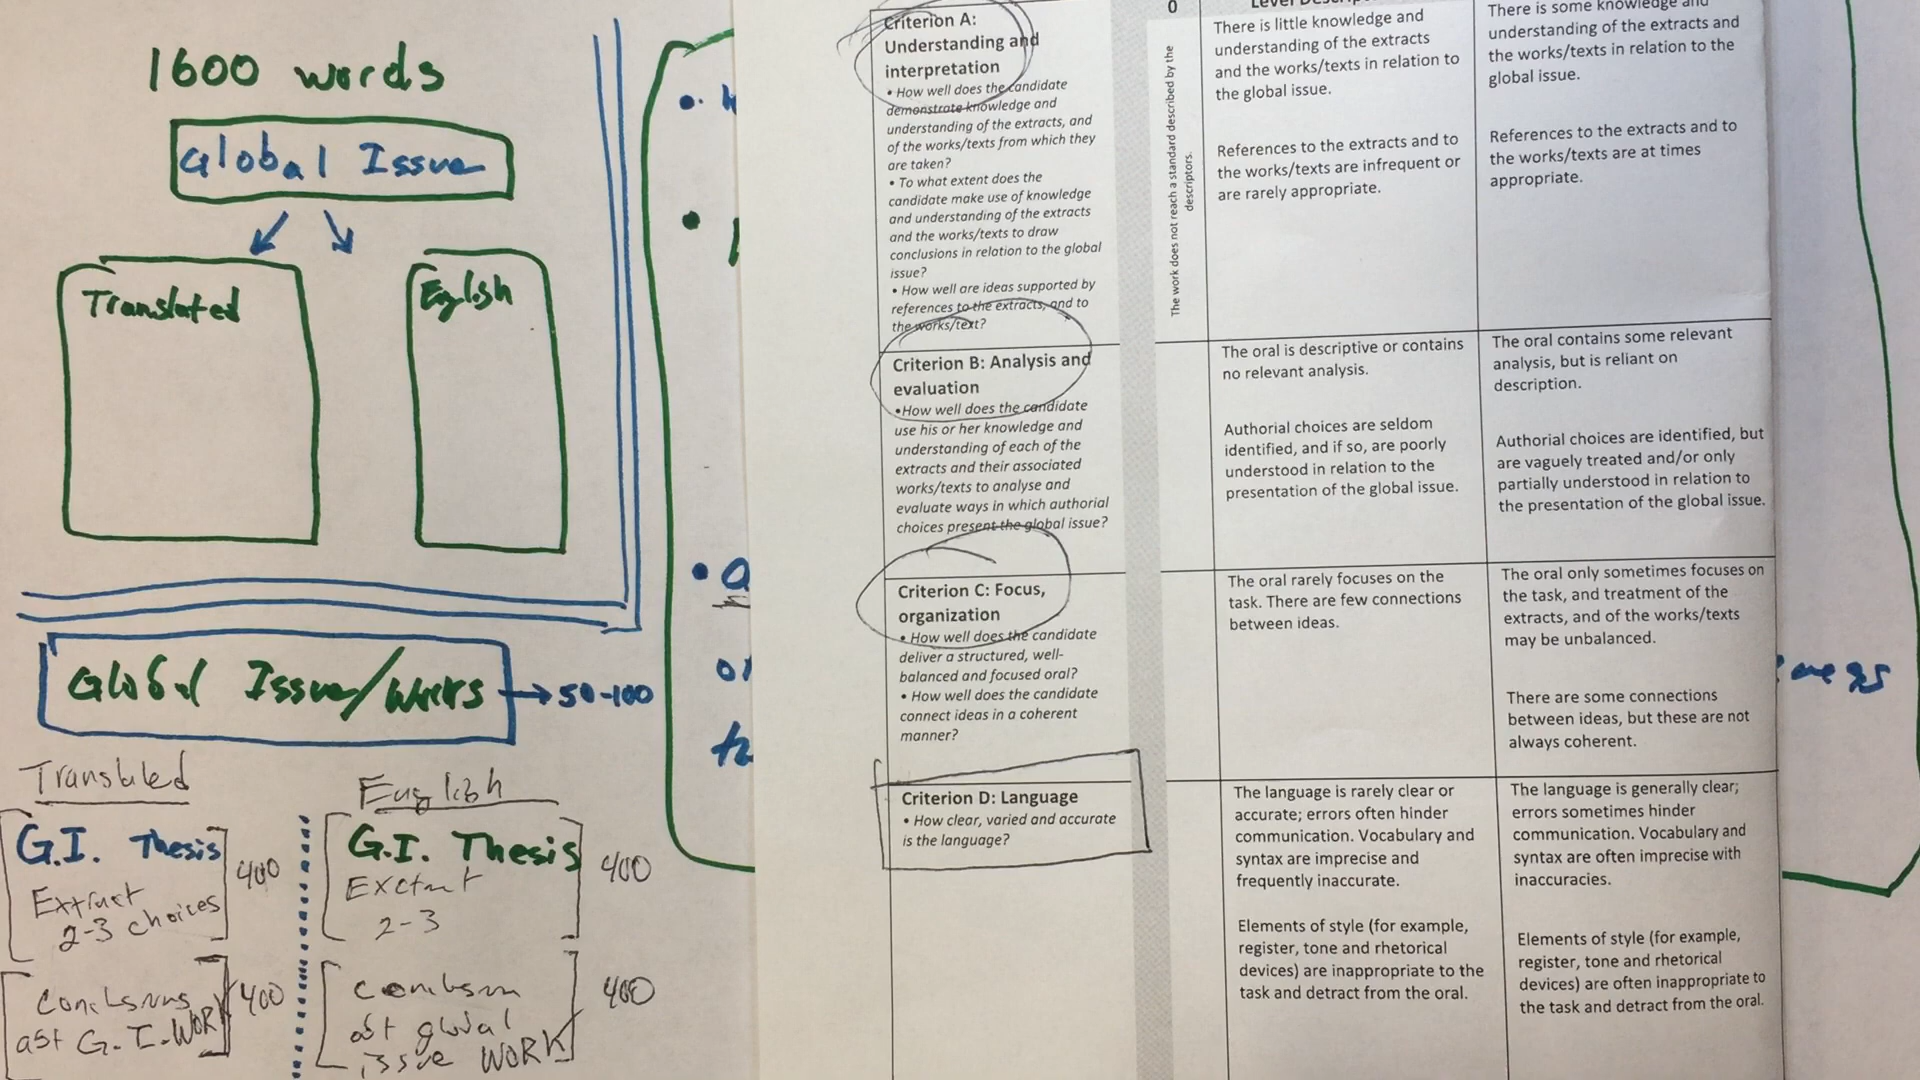 1600 words
Global Issue
Translated
English
Global Issue/Works → 50-100
Translated
G.I. Thesis
Extract
2-3 choices
400
Conclusions
abt G.I. WORK
400
English
G.I. Thesis
Extract
2-3
400
Conclusion
abt global
issue WORK
400
Criterion A:
Understanding and
interpretation
• How well does the candidate
demonstrate knowledge and
understanding of the extracts, and
of the works/texts from which they
are taken?
• To what extent does the
candidate make use of knowledge
and understanding of the extracts
and the works/texts to draw
conclusions in relation to the global
issue?
• How well are ideas supported by
references to the extracts, and to
the works/text?
0
The work does not reach a standard described by the
descriptors.
There is little knowledge and
understanding of the extracts
and the works/texts in relation to
the global issue.
References to the extracts and to
the works/texts are infrequent or
are rarely appropriate.
There is some knowledge and
understanding of the extracts and
the works/texts in relation to the
global issue.
References to the extracts and to
the works/texts are at times
appropriate.
Criterion B: Analysis and
evaluation
•How well does the candidate
use his or her knowledge and
understanding of each of the
extracts and their associated
works/texts to analyse and
evaluate ways in which authorial
choices present the global issue?
The oral is descriptive or contains
no relevant analysis.
Authorial choices are seldom
identified, and if so, are poorly
understood in relation to the
presentation of the global issue.
The oral contains some relevant
analysis, but is reliant on
description.
Authorial choices are identified, but
are vaguely treated and/or only
partially understood in relation to
the presentation of the global issue.
Criterion C: Focus,
organization
• How well does the candidate
deliver a structured, well-
balanced and focused oral?
• How well does the candidate
connect ideas in a coherent
manner?
The oral rarely focuses on the
task. There are few connections
between ideas.
The oral only sometimes focuses on
the task, and treatment of the
extracts, and of the works/texts
may be unbalanced.
There are some connections
between ideas, but these are not
always coherent.
Criterion D: Language
• How clear, varied and accurate
is the language?
The language is rarely clear or
accurate; errors often hinder
communication. Vocabulary and
syntax are imprecise and
frequently inaccurate.
Elements of style (for example,
register, tone and rhetorical
devices) are inappropriate to the
task and detract from the oral.
The language is generally clear;
errors sometimes hinder
communication. Vocabulary and
syntax are often imprecise with
inaccuracies.
Elements of style (for example,
register, tone and rhetorical
devices) are often inappropriate to
the task and detract from the oral.